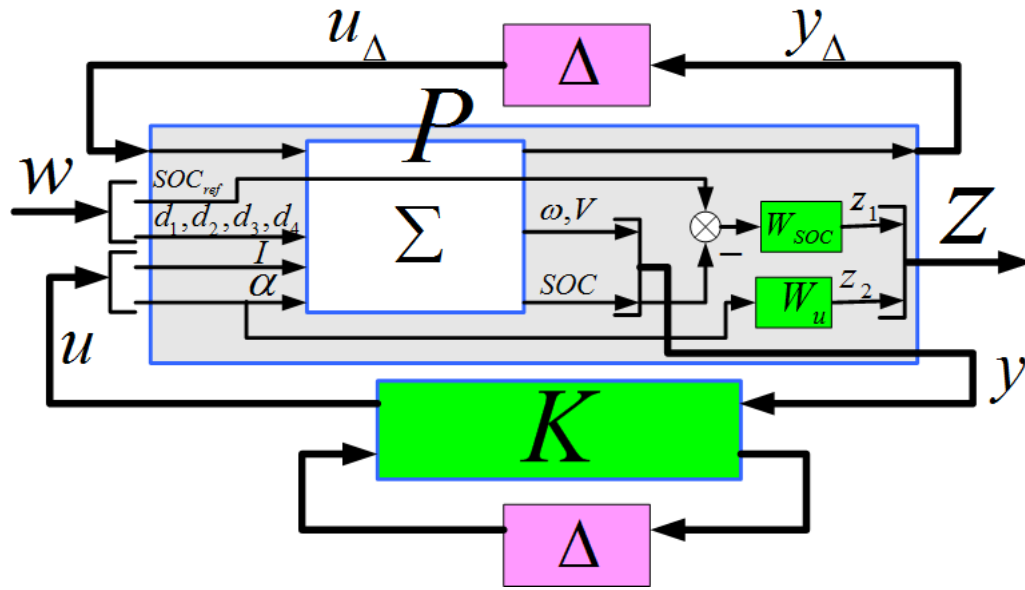 u_Δ
Δ
y_Δ
P
w
SOC_ref
d_1, d_2, d_3, d_4
I
α
Σ
ω,V
SOC
−
W_SOC
z_1
W_u
z_2
Z
u
y
K
Δ